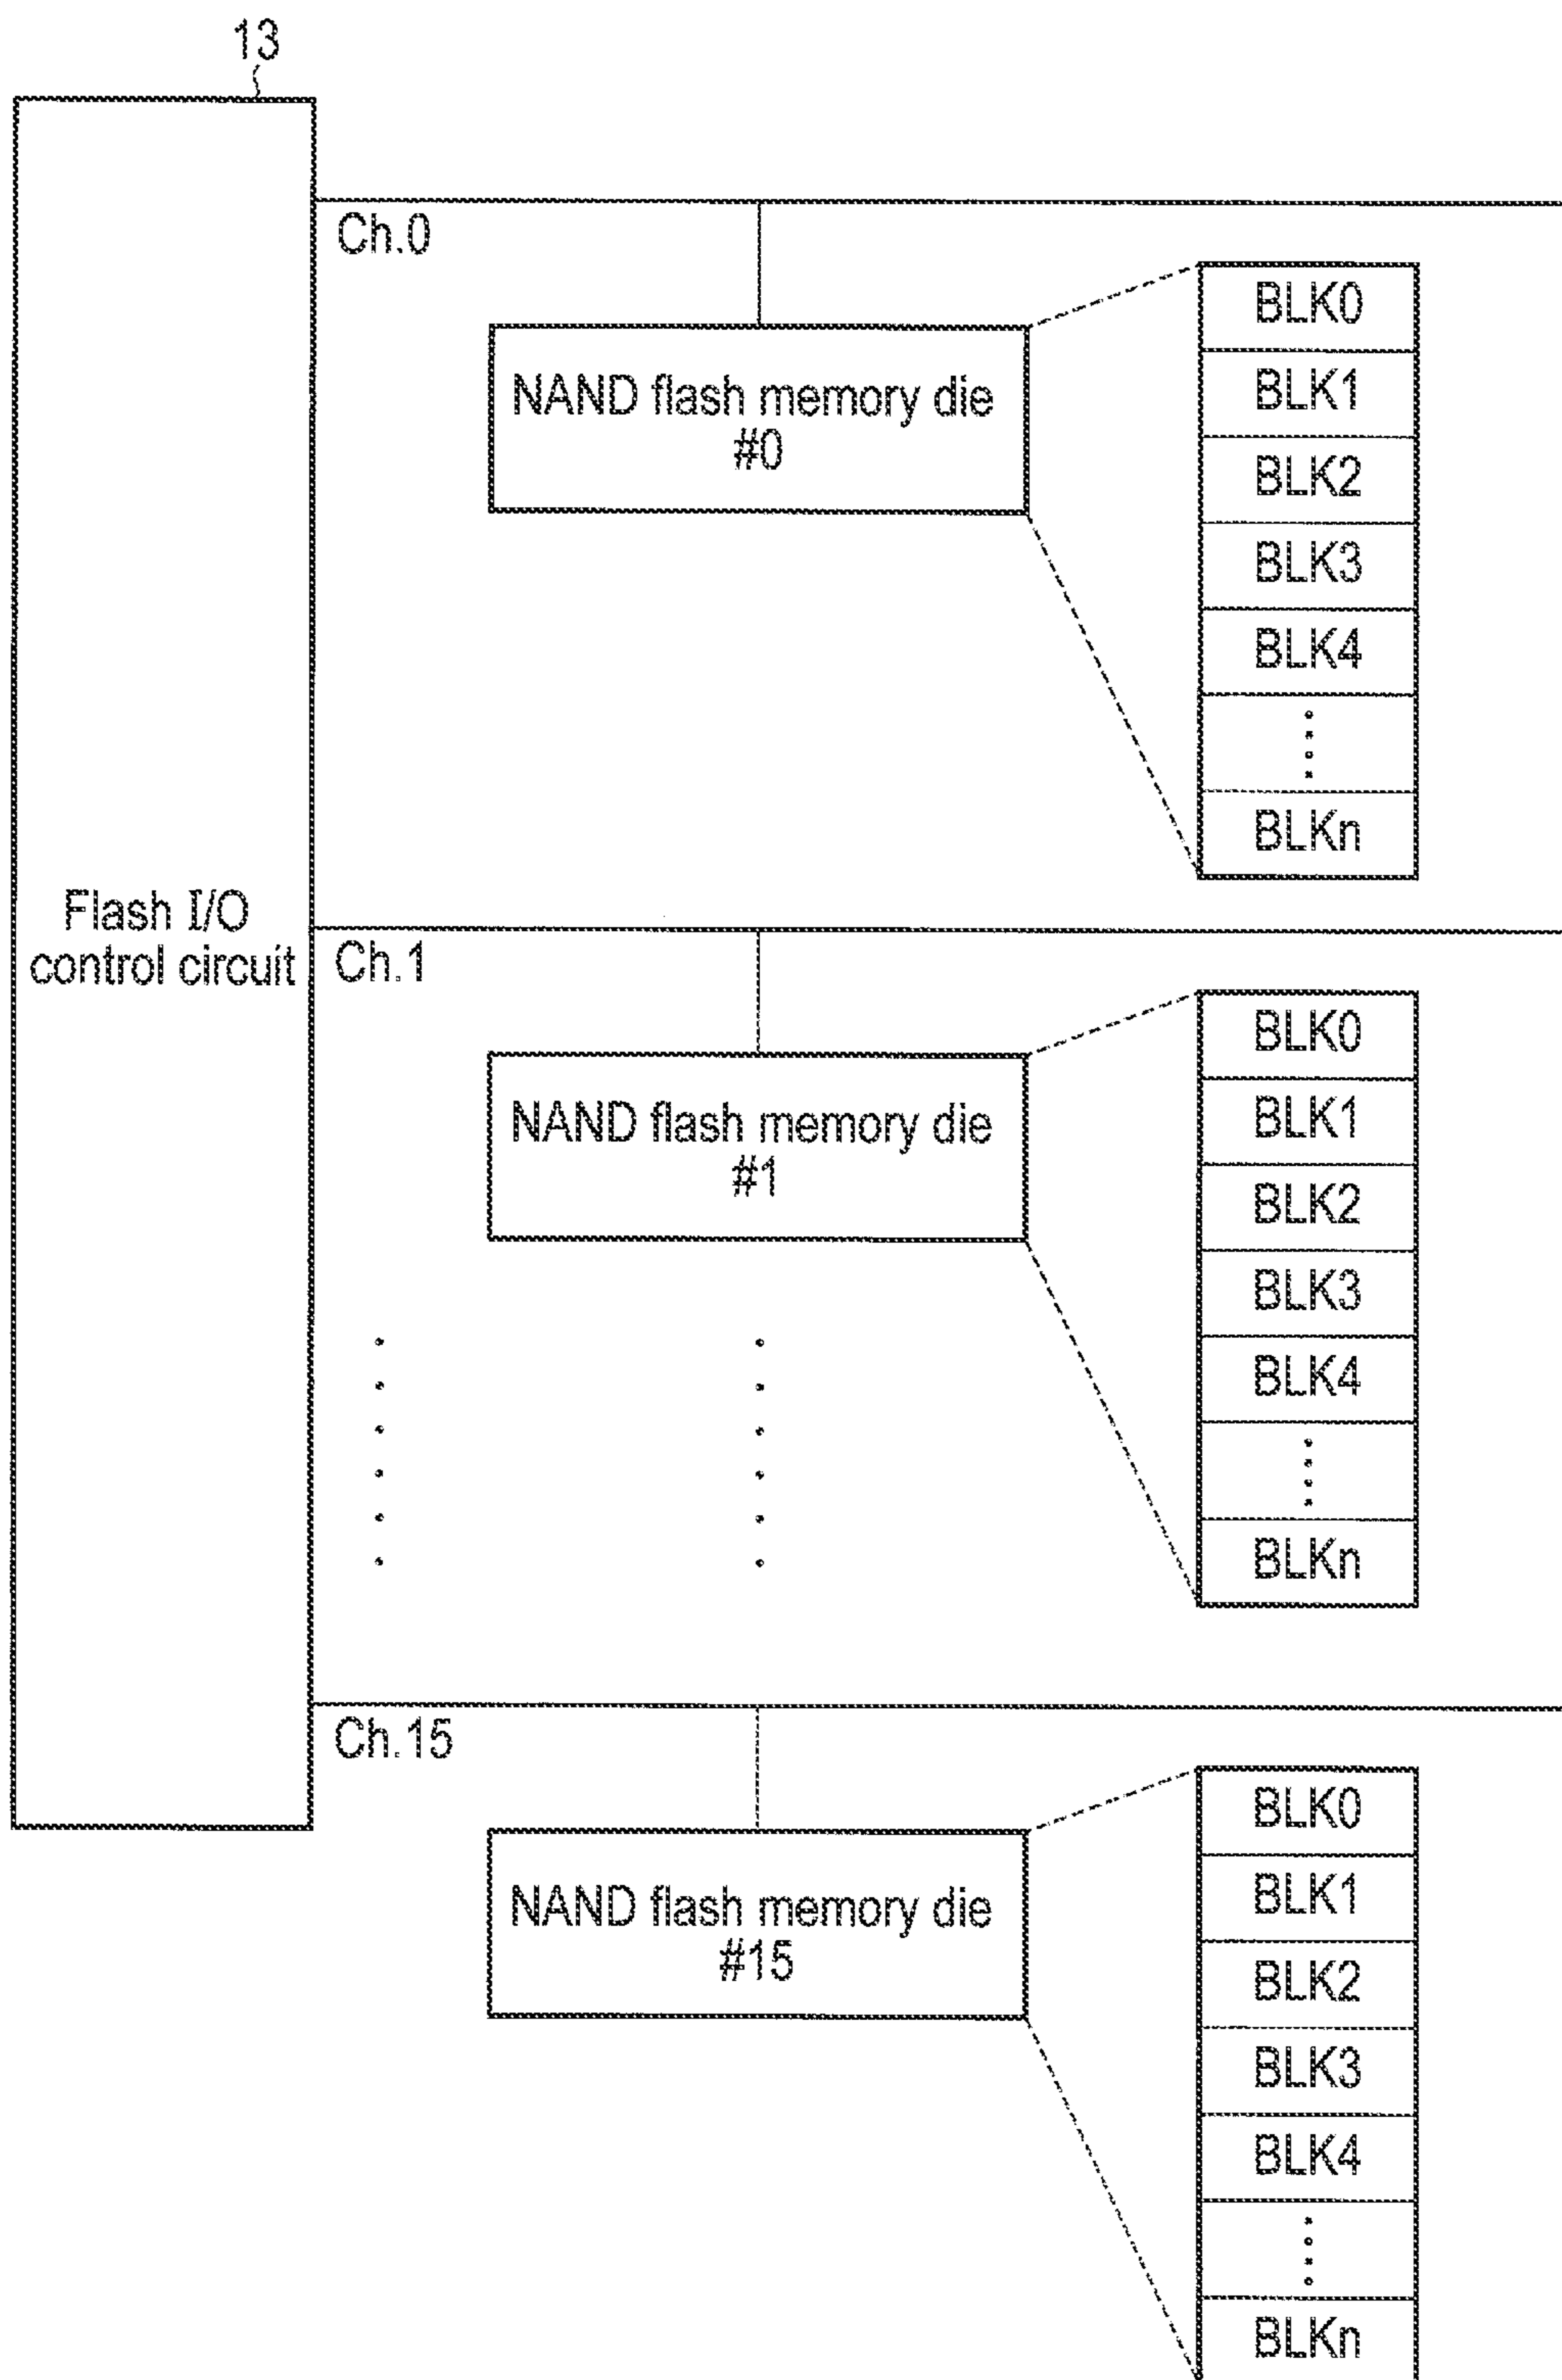 13
Flash I/O
control circuit
Ch.0
NAND flash memory die
#0
BLK0
BLK1
BLK2
BLK3
BLK4
BLKn
Ch.1
NAND flash memory die
#1
BLK0
BLK1
BLK2
BLK3
BLK4
BLKn
Ch.15
NAND flash memory die
#15
BLK0
BLK1
BLK2
BLK3
BLK4
BLKn